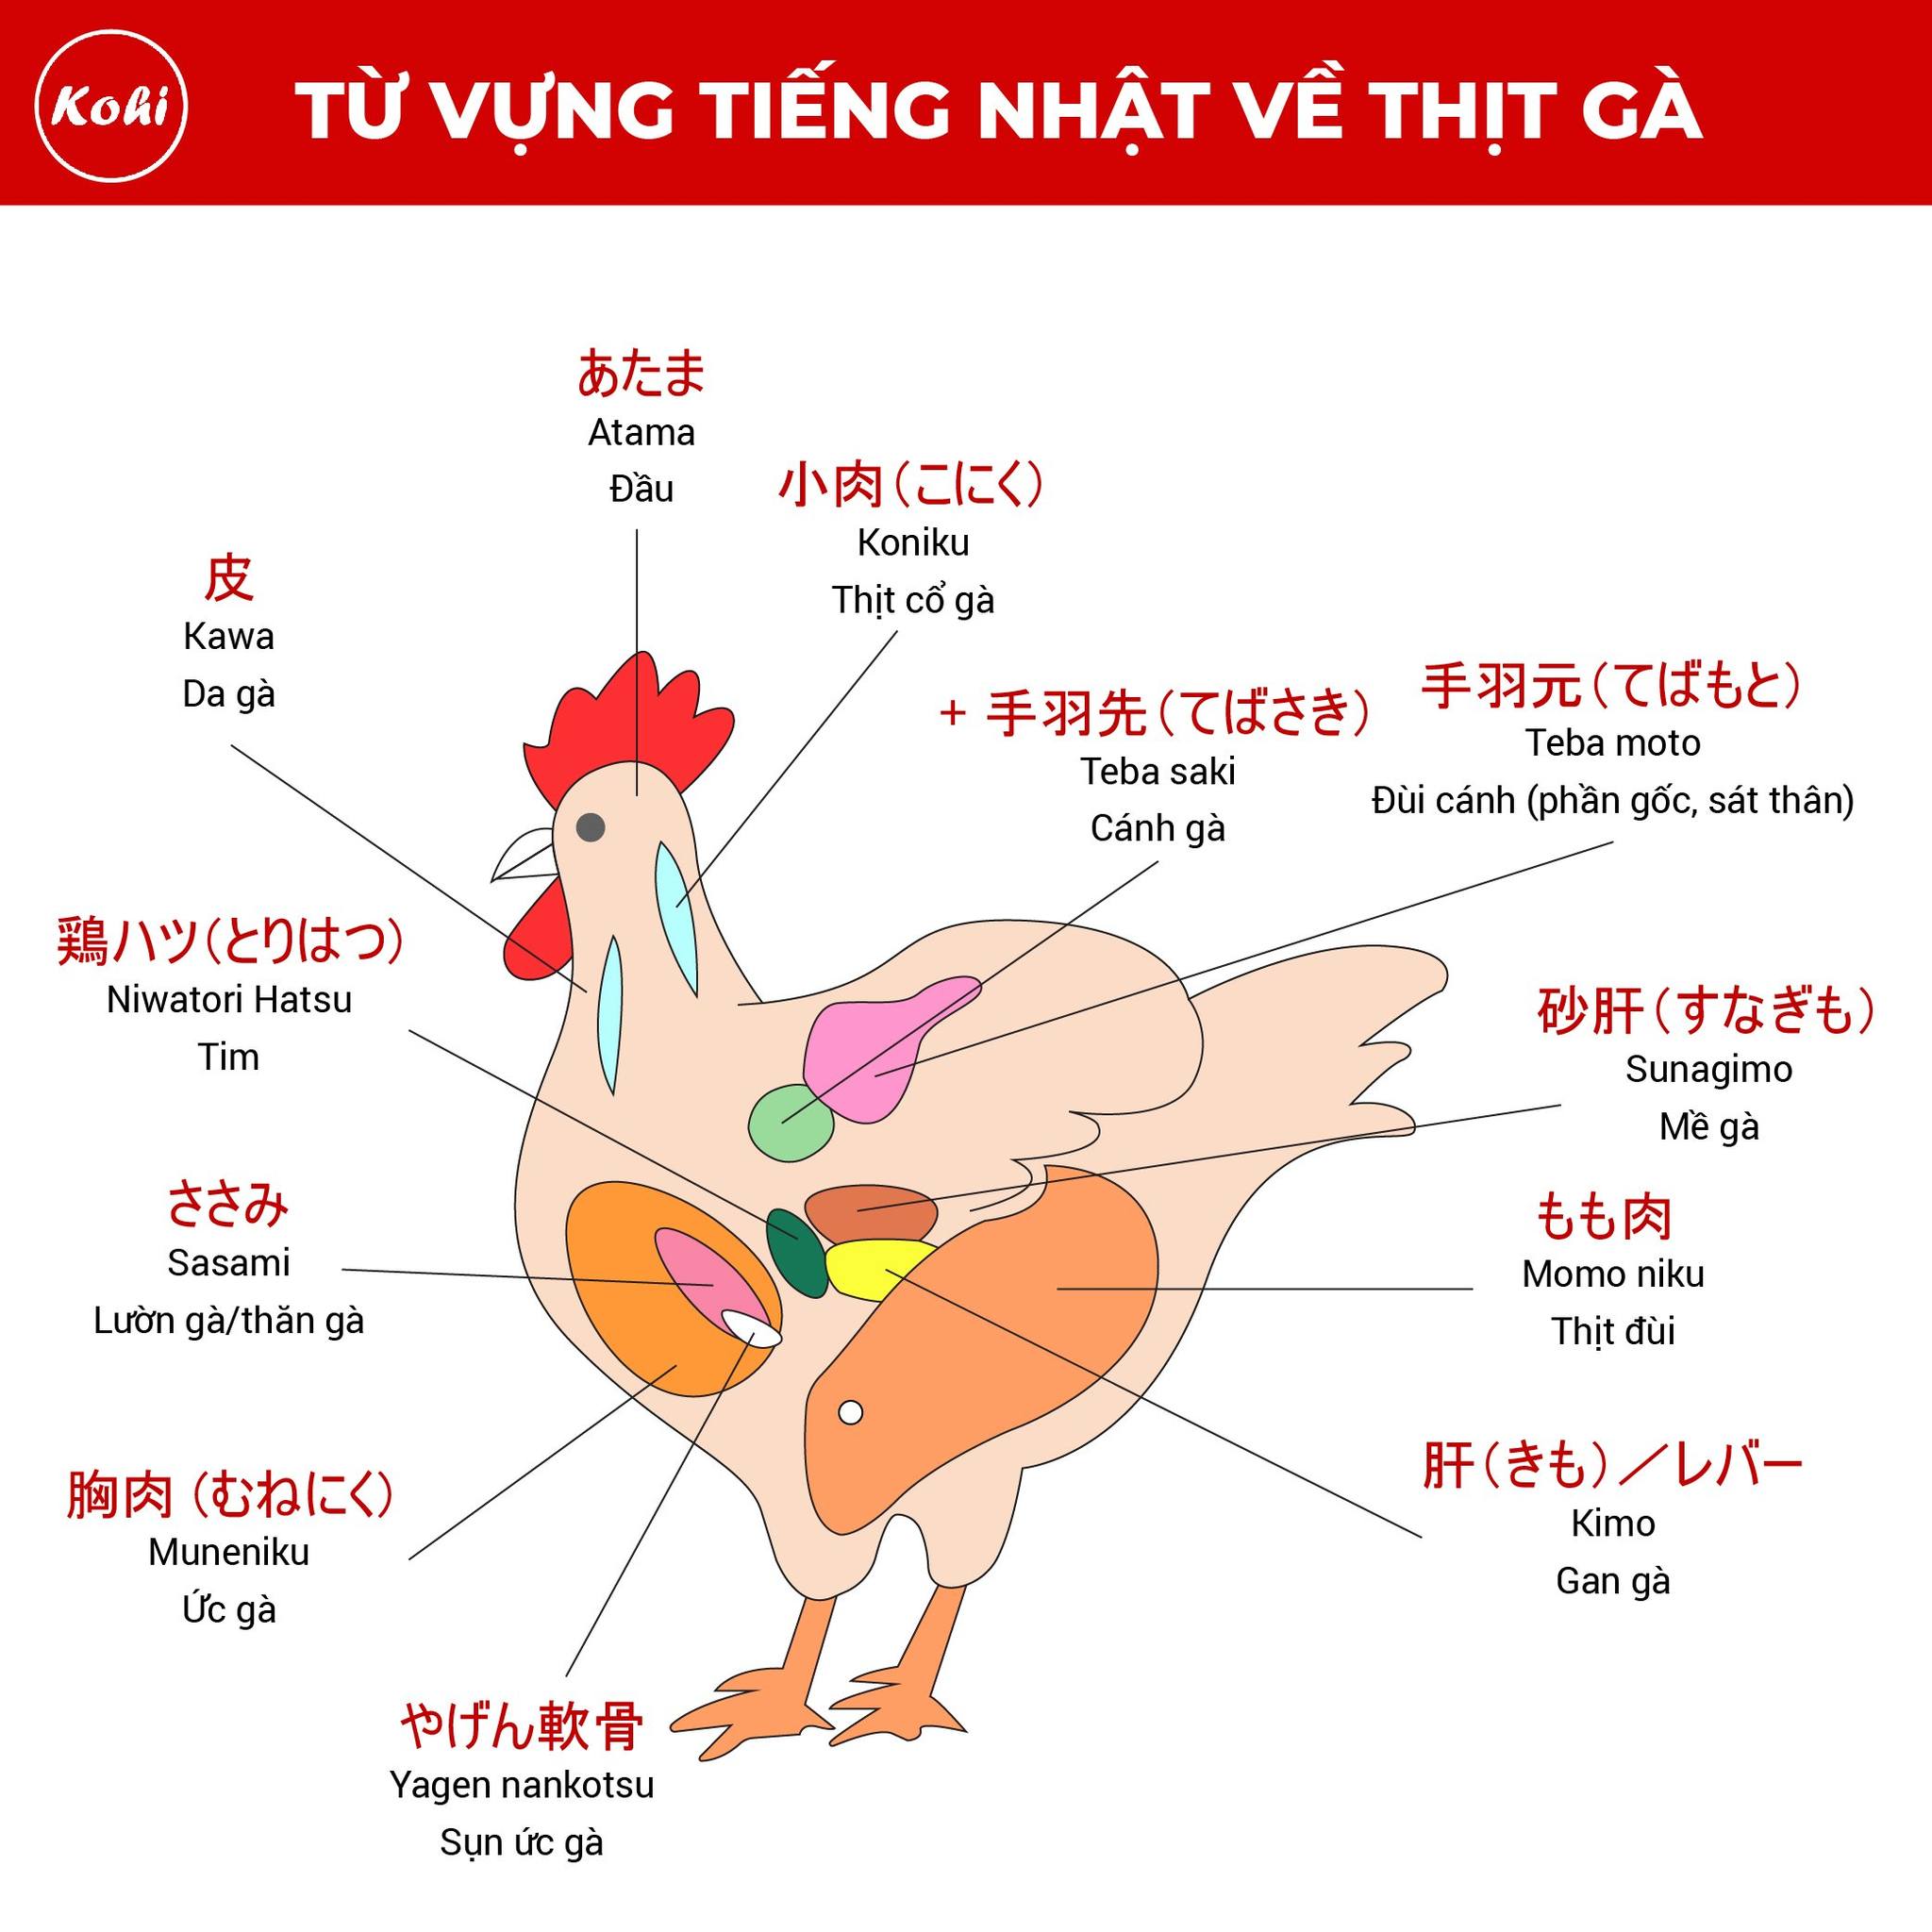 Kohi
TỪ VỰNG TIẾNG NHẬT VỀ THỊT GÀ
あたま
Atama
Đầu
小肉（こにく）
Koniku
Thịt cổ gà
皮
Kawa
Da gà
+ 手羽先（てばさき）
Teba saki
Cánh gà
手羽元（てばもと）
Teba moto
Đùi cánh (phần gốc, sát thân)
鶏ハツ（とりはつ）
Niwatori Hatsu
Tim
砂肝（すなぎも）
Sunagimo
Mề gà
ささみ
Sasami
Lườn gà/thăn gà
もも肉
Momo niku
Thịt đùi
胸肉（むねにく）
Muneniku
Ức gà
肝（きも）／レバー
Kimo
Gan gà
やげん軟骨
Yagen nankotsu
Sụn ức gà